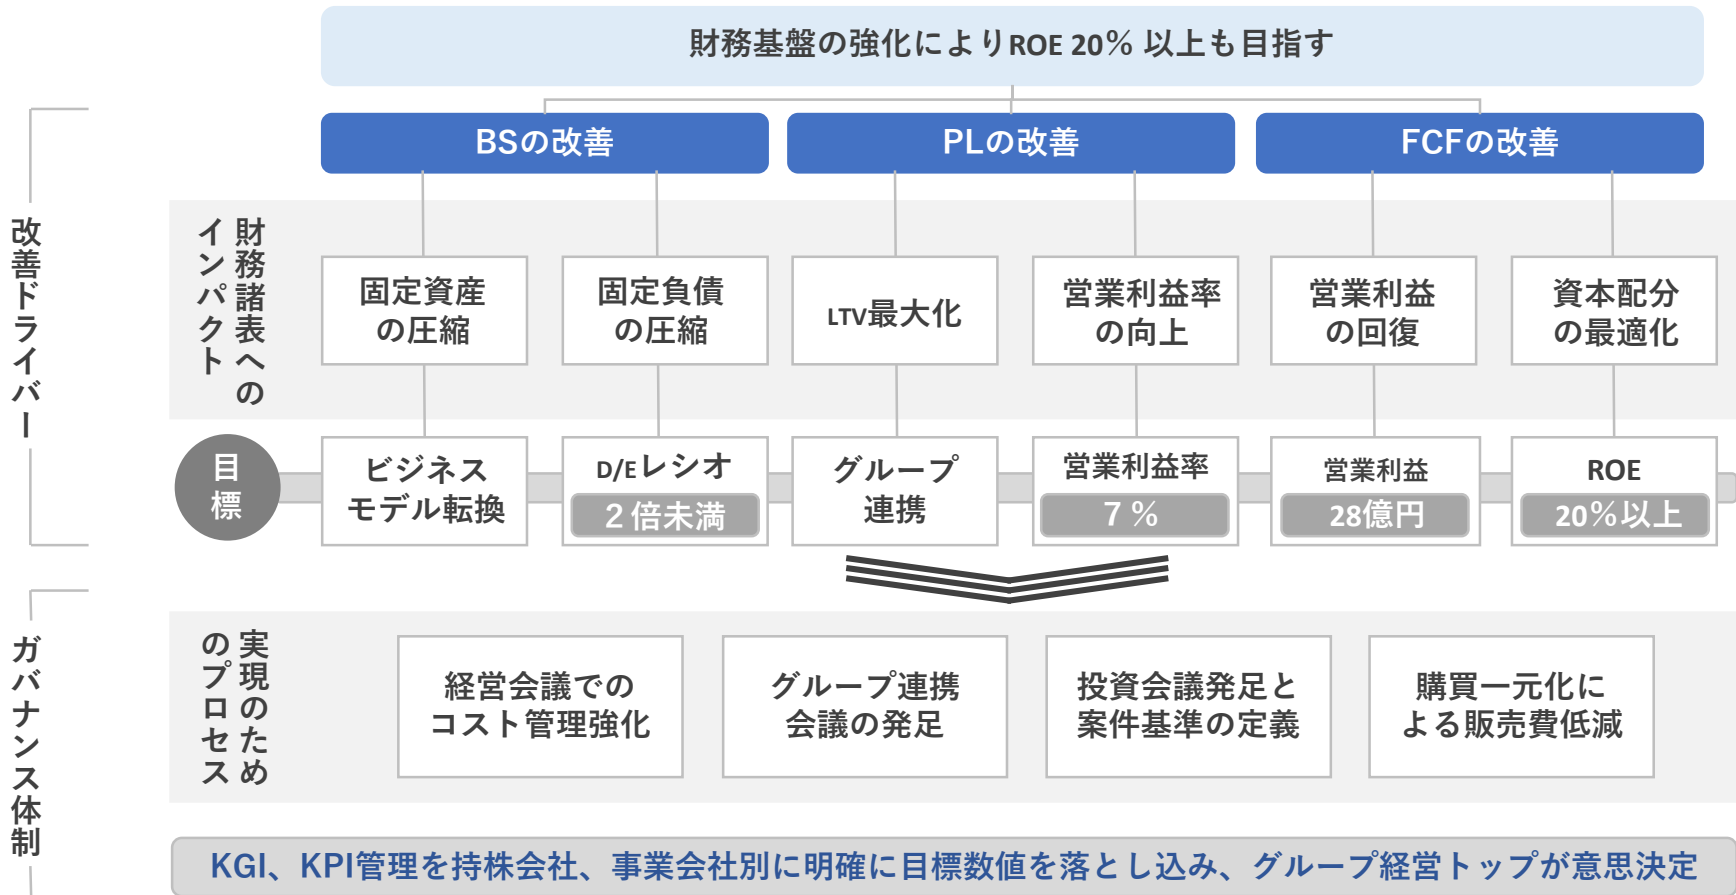 財務基盤の強化によりROE 20% 以上も目指す
BSの改善
PLの改善
FCFの改善
改善ドライバー
財務諸表への
インパクト
固定資産
の圧縮
固定負債
の圧縮
LTV最大化
営業利益率
の向上
営業利益
の回復
資本配分
の最適化
目
標
ビジネス
モデル転換
D/Eレシオ
２倍未満
グループ
連携
営業利益率
７％
営業利益
28億円
ROE
20%以上
ガバナンス体制
実現のため
のプロセス
経営会議での
コスト管理強化
グループ連携
会議の発足
投資会議発足と
案件基準の定義
購買一元化に
よる販売費低減
KGI、KPI管理を持株会社、事業会社別に明確に目標数値を落とし込み、グループ経営トップが意思決定